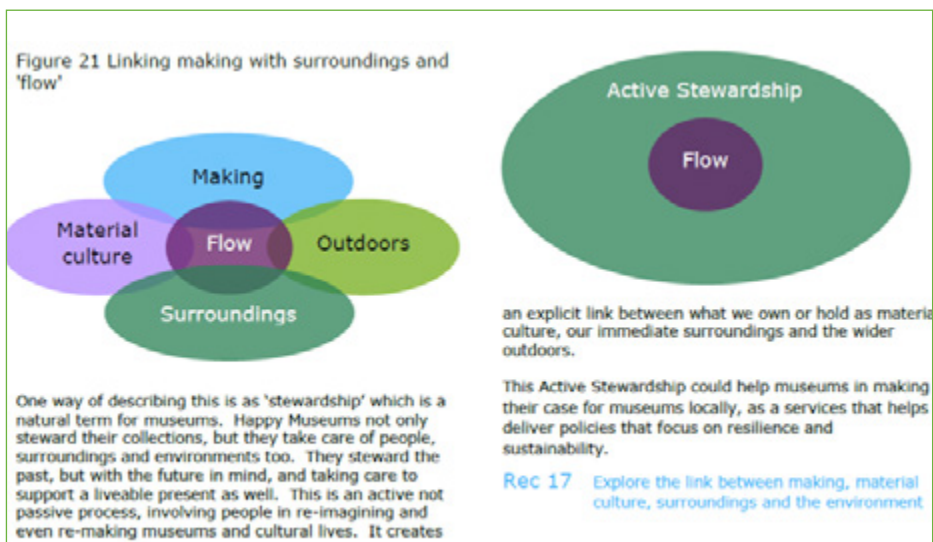 Figure 21 Linking making with surroundings and
'flow'
Making
Material
culture
Flow
Outdoors
Surroundings
One way of describing this is as 'stewardship' which is a
natural term for museums. Happy Museums not only
steward their collections, but they take care of people,
surroundings and environments too. They steward the
past, but with the future in mind, and taking care to
support a liveable present as well. This is an active not
passive process, involving people in re-imagining and
even re-making museums and cultural lives. It creates
Active Stewardship
Flow
an explicit link between what we own or hold as materia
culture, our immediate surroundings and the wider
outdoors.
This Active Stewardship could help museums in making
their case for museums locally, as a services that helps
deliver policies that focus on resilience and
sustainability.
Rec 17 Explore the link between making, material
culture, surroundings and the environment